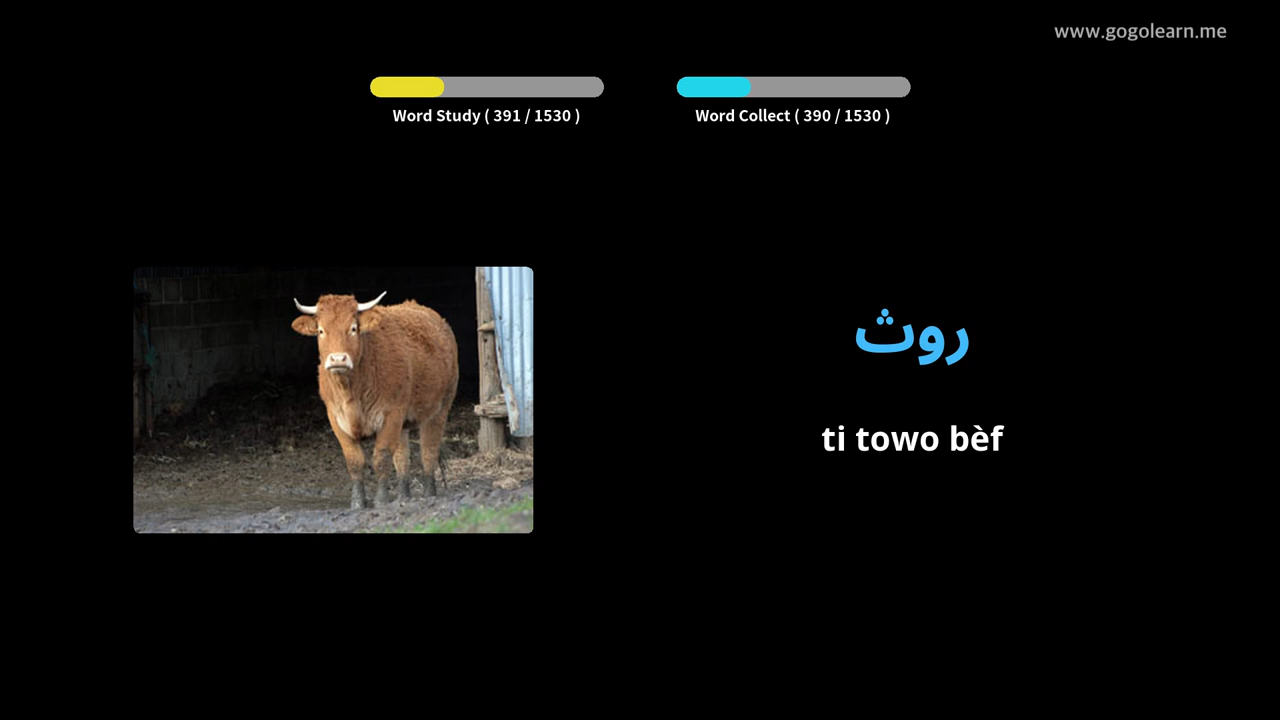 www.gogolearn.me
Word Study ( 391 / 1530 )
Word Collect ( 390 / 1530 )
روث
ti towo bèf